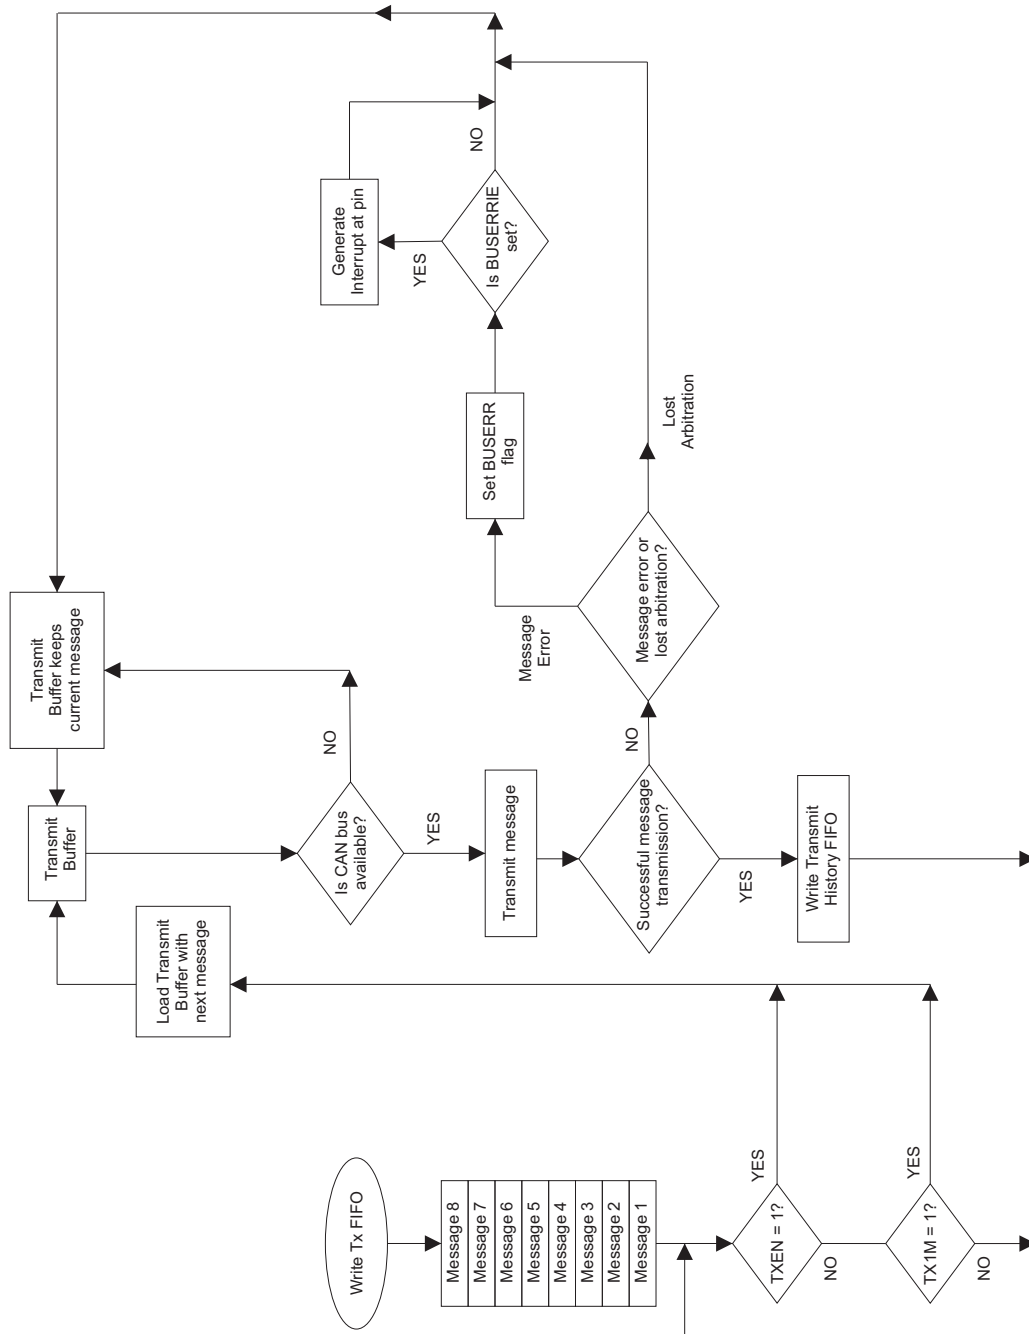 Write Tx FIFO
Message 8
Message 7
Message 6
Message 5
Message 4
Message 3
Message 2
Message 1
TXEN = 1?
YES
NO
TX1M = 1?
YES
NO
Load Transmit
Buffer with
next message
Transmit
Buffer
Transmit
Buffer keeps
current message
Is CAN bus
available?
NO
YES
Transmit message
Successful message
transmission?
NO
YES
Write Transmit
History FIFO
Message error or
lost arbitration?
Message
Error
Lost
Arbitration
Set BUSERR
flag
Is BUSERRIE
set?
YES
NO
Generate
Interrupt at pin